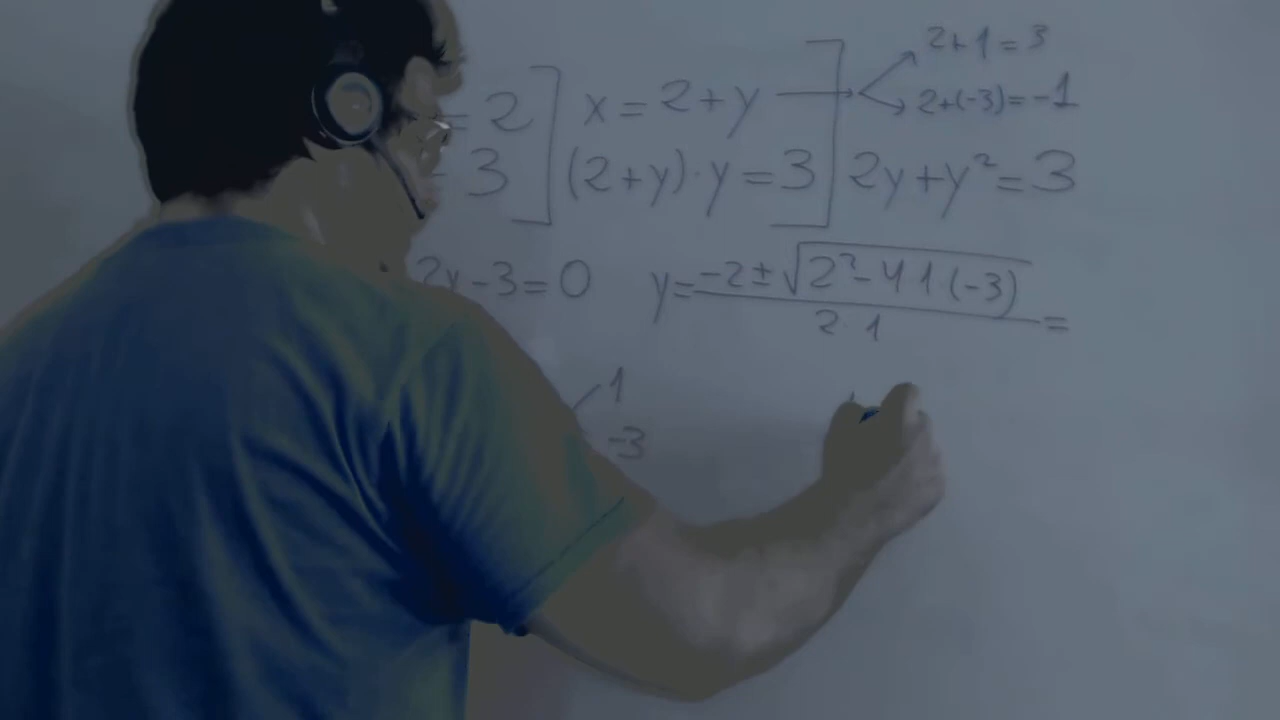 2+1=3
= 2] x = 2+y → 2+(-3)=-1
- 3] (2+y)·y = 3] 2y+y²=3
2y-3=0 y = (-2±√(2²-4 1 (-3)))/(2·1) =
1
-3